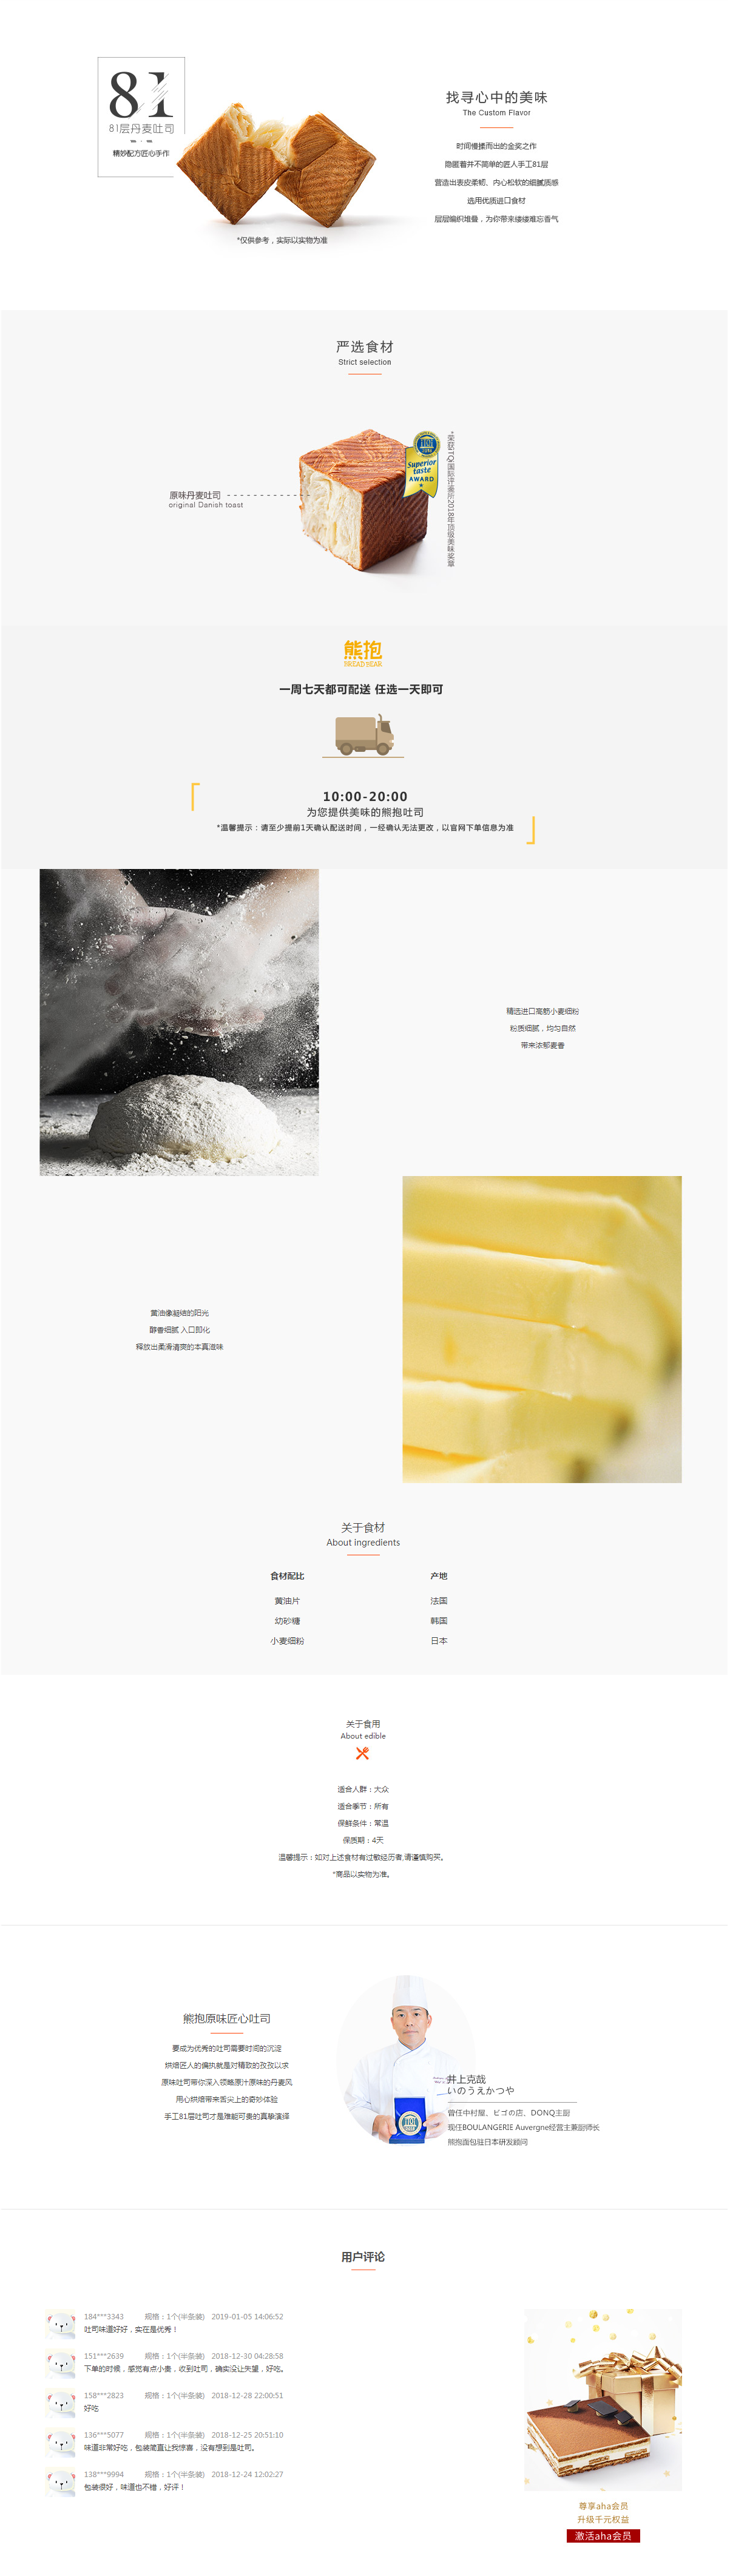 81
81层丹麦吐司
精妙配方匠心手作
*仅供参考，实际以实物为准
找寻心中的美味
The Custom Flavor
时间慢揉而出的金奖之作
隐匿着并不简单的匠人手工81层
营造出表皮柔韧、内心松软的细腻质感
选用优质进口食材
层层编织堆叠，为你带来缕缕难忘香气
严选食材
Strict selection
原味丹麦吐司
original Danish toast
Superior
taste
AWARD
*荣获iTQi国际评鉴所2018年顶级美味奖章
熊抱
BREAD BEAR
一周七天都可配送 任选一天即可
10:00-20:00
为您提供美味的熊抱吐司
*温馨提示：请至少提前1天确认配送时间，一经确认无法更改，以官网下单信息为准
精选进口高筋小麦细粉
粉质细腻，均匀自然
带来浓郁麦香
黄油像凝结的阳光
醇香细腻 入口即化
释放出柔滑清爽的本真滋味
关于食材
About ingredients
食材配比 产地
黄油片 法国
幼砂糖 韩国
小麦细粉 日本
关于食用
About edible
适合人群：大众
适合季节：所有
保鲜条件：常温
保质期：4天
温馨提示：如对上述食材有过敏经历者,请谨慎购买。
*商品以实物为准。
熊抱原味匠心吐司
要成为优秀的吐司需要时间的沉淀
烘焙匠人的偏执就是对精致的孜孜以求
原味吐司带你深入领略原汁原味的丹麦风
用心烘焙带来舌尖上的奇妙体验
手工81层吐司才是难能可贵的真挚演绎
井上克哉
いのうえかつや
曾任中村屋、ビゴの店、DONQ主厨
现任BOULANGERIE Auvergne经营主兼厨师长
熊抱面包驻日本研发顾问
用户评论
184***3343 规格：1个(半条装) 2019-01-05 14:06:52
吐司味道好好，实在是优秀！
151***2639 规格：1个(半条装) 2018-12-30 04:28:58
下单的时候，感觉有点小贵，收到吐司，确实没让失望，好吃。
158***2823 规格：1个(半条装) 2018-12-28 22:00:51
好吃
136***5077 规格：1个(半条装) 2018-12-25 20:51:10
味道非常好吃，包装简直让我惊喜，没有想到是吐司。
138***9994 规格：1个(半条装) 2018-12-24 12:02:27
包装很好，味道也不错，好评！
尊享aha会员
升级千元权益
激活aha会员